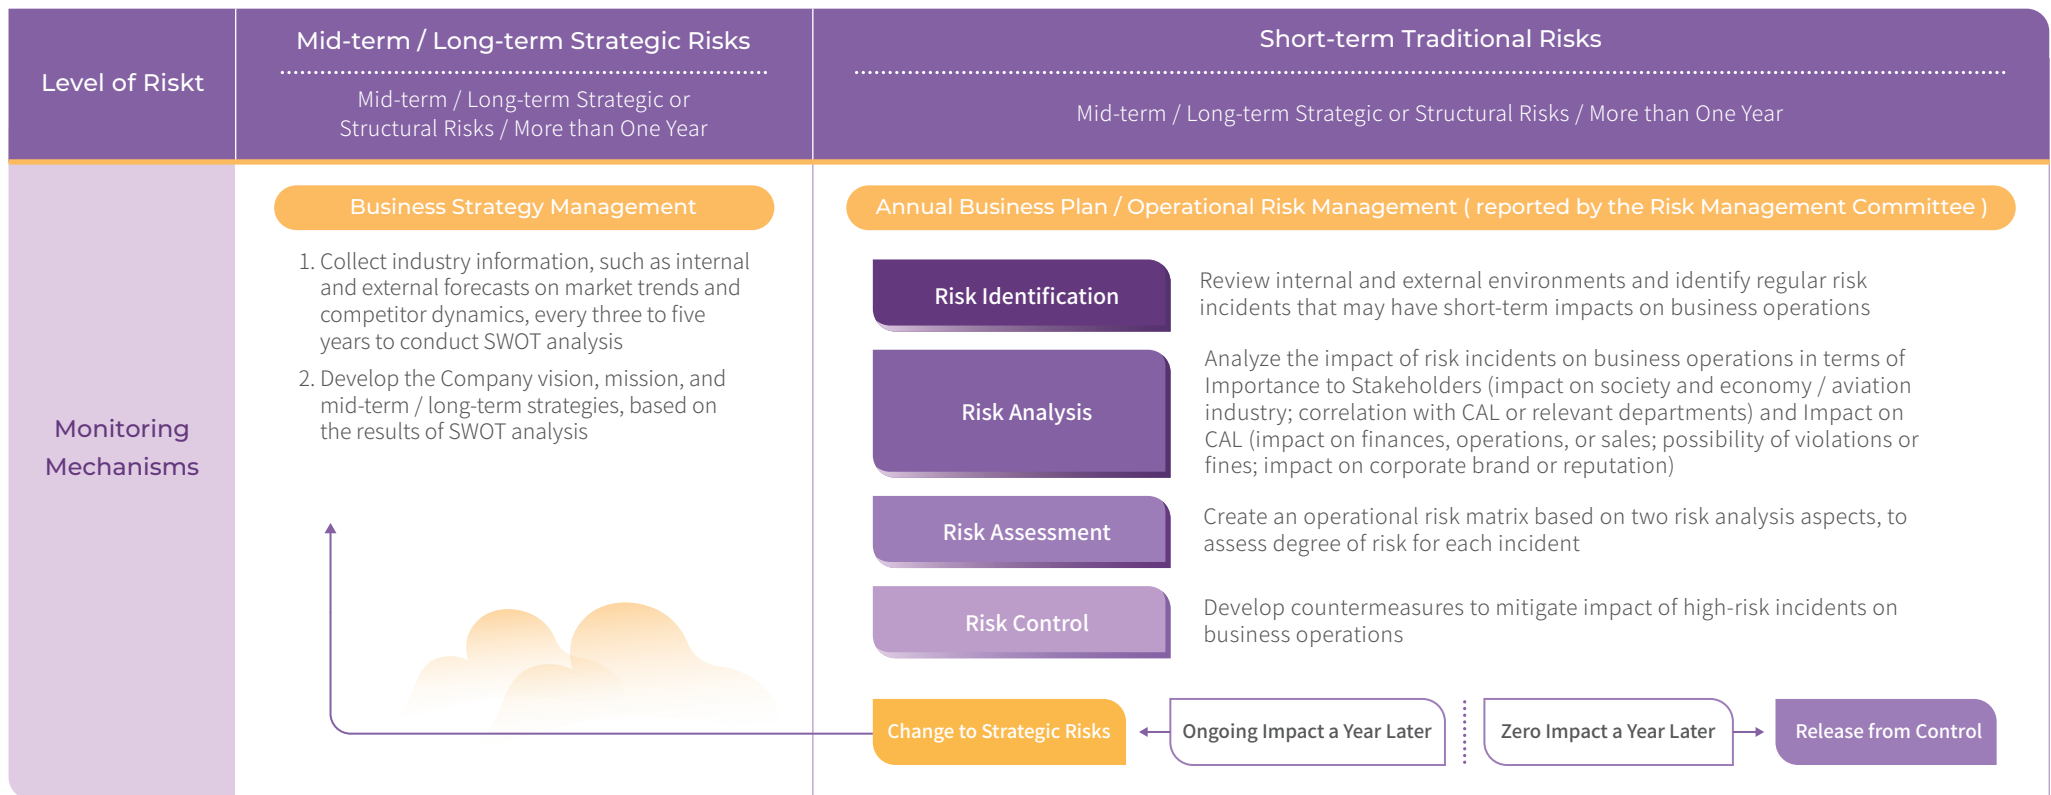 Level of Riskt
Mid-term / Long-term Strategic Risks
Mid-term / Long-term Strategic or
Structural Risks / More than One Year
Short-term Traditional Risks
Mid-term / Long-term Strategic or Structural Risks / More than One Year
Monitoring
Mechanisms
Business Strategy Management
1. Collect industry information, such as internal
and external forecasts on market trends and
competitor dynamics, every three to five
years to conduct SWOT analysis
2. Develop the Company vision, mission, and
mid-term / long-term strategies, based on
the results of SWOT analysis
Annual Business Plan / Operational Risk Management ( reported by the Risk Management Committee )
Risk Identification
Review internal and external environments and identify regular risk
incidents that may have short-term impacts on business operations
Risk Analysis
Analyze the impact of risk incidents on business operations in terms of
Importance to Stakeholders (impact on society and economy / aviation
industry; correlation with CAL or relevant departments) and Impact on
CAL (impact on finances, operations, or sales; possibility of violations or
fines; impact on corporate brand or reputation)
Risk Assessment
Create an operational risk matrix based on two risk analysis aspects, to
assess degree of risk for each incident
Risk Control
Develop countermeasures to mitigate impact of high-risk incidents on
business operations
Change to Strategic Risks
Ongoing Impact a Year Later
Zero Impact a Year Later
Release from Control